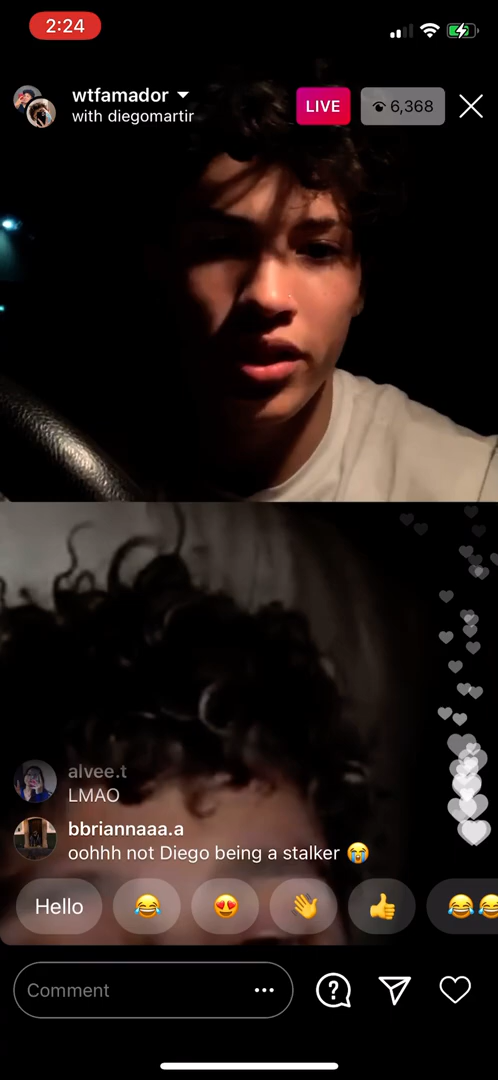 2:24
wtfamador
with diegomartir
LIVE
6,368
alvee.t
LMAO
bbriannaaa.a
oohhh not Diego being a stalker 😭
Hello
Comment